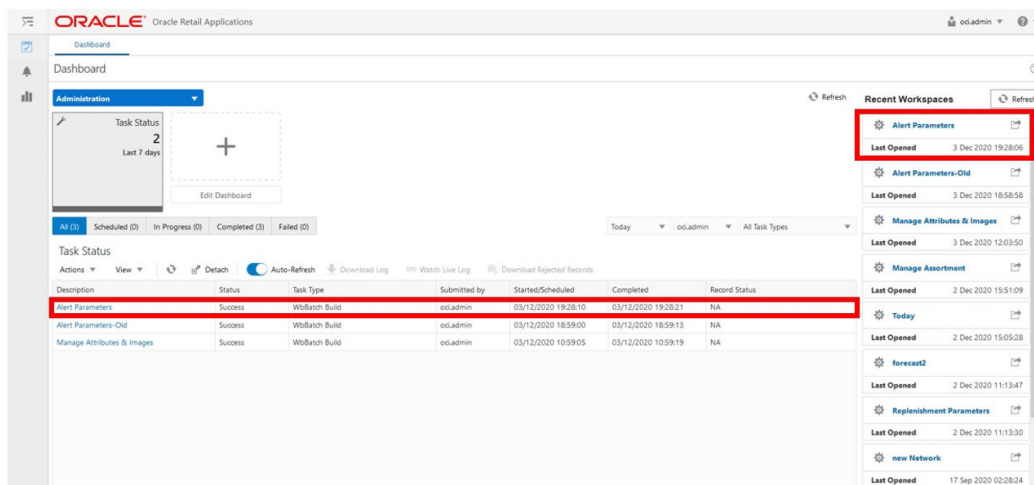 ORACLE® Oracle Retail Applications
oci.admin
Dashboard
Dashboard
Administration
Refresh
Task Status
2
Last 7 days
Edit Dashboard
All (3) Scheduled (0) In Progress (0) Completed (3) Failed (0)
Today oci.admin All Task Types
Task Status
Actions View Detach Auto-Refresh Download Log Watch Live Log Download Rejected Records
Description Status Task Type Submitted by Started/Scheduled Completed Record Status
Alert Parameters Success WbBatch Build oci.admin 03/12/2020 19:28:10 03/12/2020 19:28:21 NA
Alert Parameters-Old Success WbBatch Build oci.admin 03/12/2020 18:59:00 03/12/2020 18:59:13 NA
Manage Attributes & Images Success WbBatch Build oci.admin 03/12/2020 10:59:05 03/12/2020 10:59:19 NA
Recent Workspaces Refresh
Alert Parameters
Last Opened 3 Dec 2020 19:28:06
Alert Parameters-Old
Last Opened 3 Dec 2020 18:58:58
Manage Attributes & Images
Last Opened 3 Dec 2020 12:03:50
Manage Assortment
Last Opened 2 Dec 2020 15:51:09
Today
Last Opened 2 Dec 2020 15:05:28
forecast2
Last Opened 2 Dec 2020 11:13:47
Replenishment Parameters
Last Opened 2 Dec 2020 11:13:30
new Network
Last Opened 17 Sep 2020 02:28:24